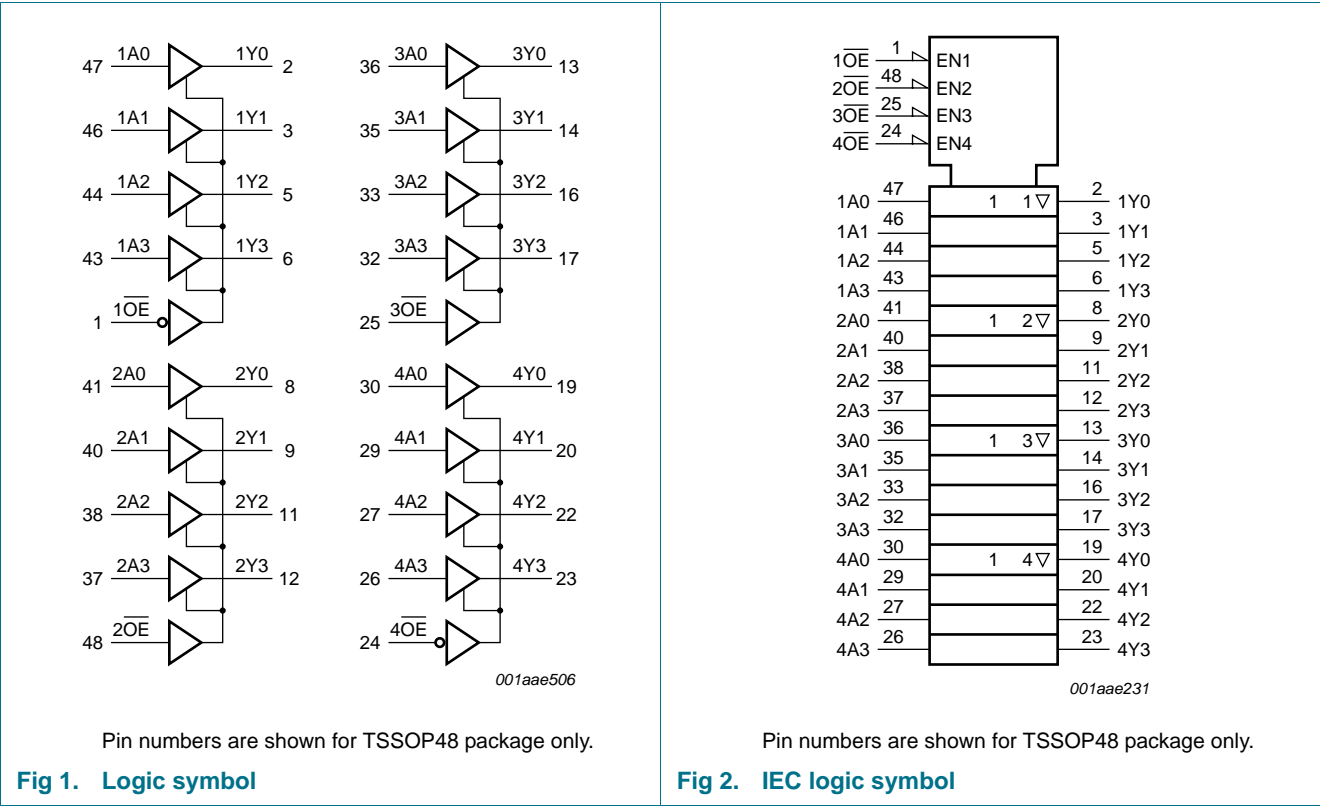 47 1A0 1Y0 2
46 1A1 1Y1 3
44 1A2 1Y2 5
43 1A3 1Y3 6
1 1O̅E̅
41 2A0 2Y0 8
40 2A1 2Y1 9
38 2A2 2Y2 11
37 2A3 2Y3 12
48 2O̅E̅
36 3A0 3Y0 13
35 3A1 3Y1 14
33 3A2 3Y2 16
32 3A3 3Y3 17
25 3O̅E̅
30 4A0 4Y0 19
29 4A1 4Y1 20
27 4A2 4Y2 22
26 4A3 4Y3 23
24 4O̅E̅
001aae506
Pin numbers are shown for TSSOP48 package only.
Fig 1. Logic symbol
1O̅E̅ 1 EN1
2O̅E̅ 48 EN2
3O̅E̅ 25 EN3
4O̅E̅ 24 EN4
1A0 47 1 1▽ 2 1Y0
1A1 46 3 1Y1
1A2 44 5 1Y2
1A3 43 6 1Y3
2A0 41 1 2▽ 8 2Y0
2A1 40 9 2Y1
2A2 38 11 2Y2
2A3 37 12 2Y3
3A0 36 1 3▽ 13 3Y0
3A1 35 14 3Y1
3A2 33 16 3Y2
3A3 32 17 3Y3
4A0 30 1 4▽ 19 4Y0
4A1 29 20 4Y1
4A2 27 22 4Y2
4A3 26 23 4Y3
001aae231
Pin numbers are shown for TSSOP48 package only.
Fig 2. IEC logic symbol